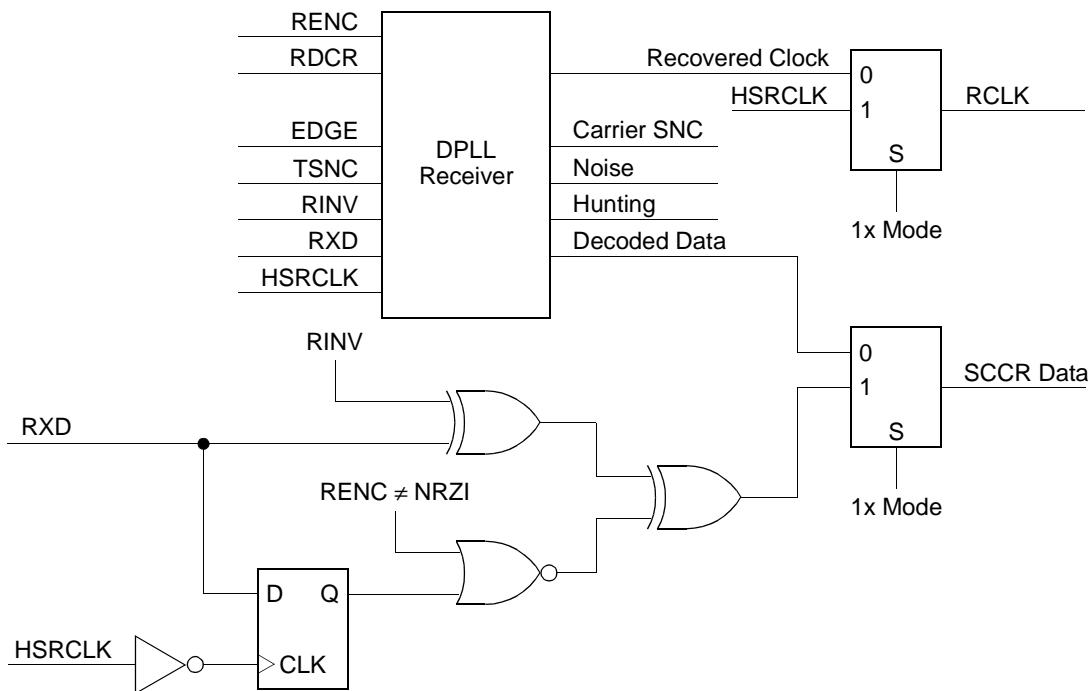 RENC
RDCR
EDGE
TSNC
RINV
RXD
HSRCLK
DPLL
Receiver
Recovered Clock
Carrier SNC
Noise
Hunting
Decoded Data
HSRCLK
0
1
S
RCLK
1x Mode
0
1
S
SCCR Data
1x Mode
RINV
RXD
RENC ≠ NRZI
D Q
CLK
HSRCLK